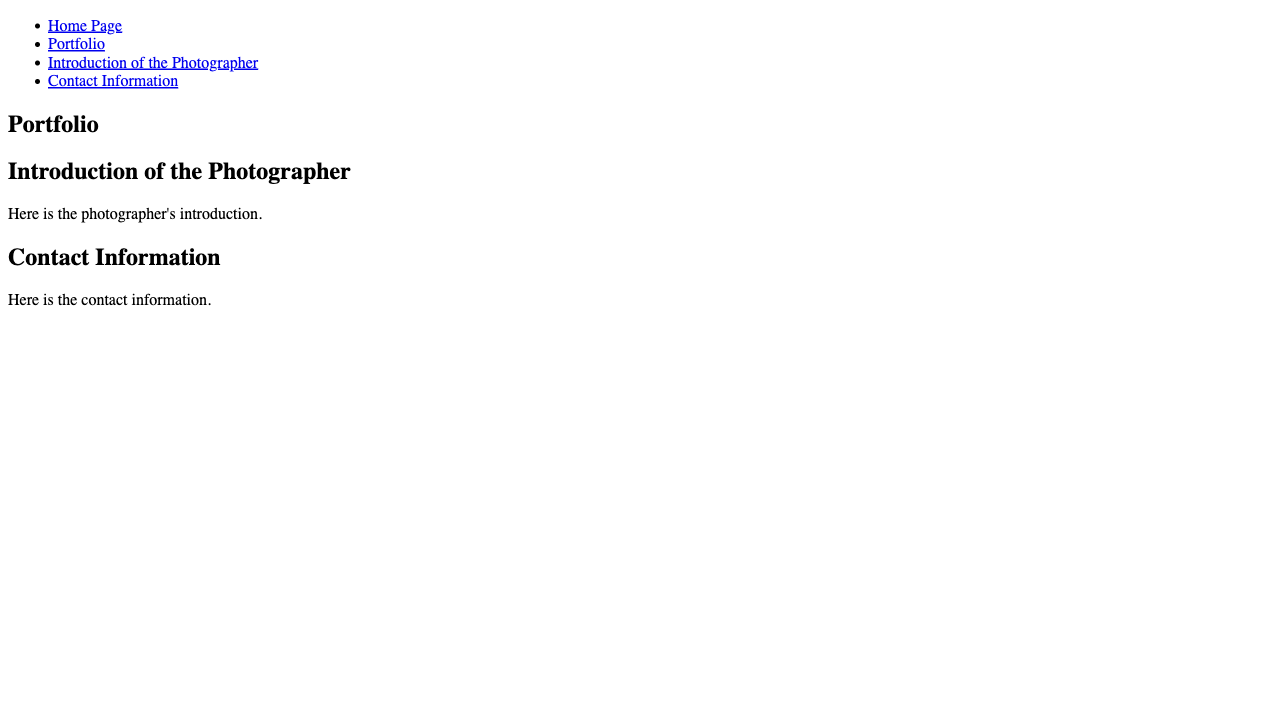 Home Page
Portfolio
Introduction of the Photographer
Contact Information
Portfolio
Introduction of the Photographer
Here is the photographer's introduction.
Contact Information
Here is the contact information.